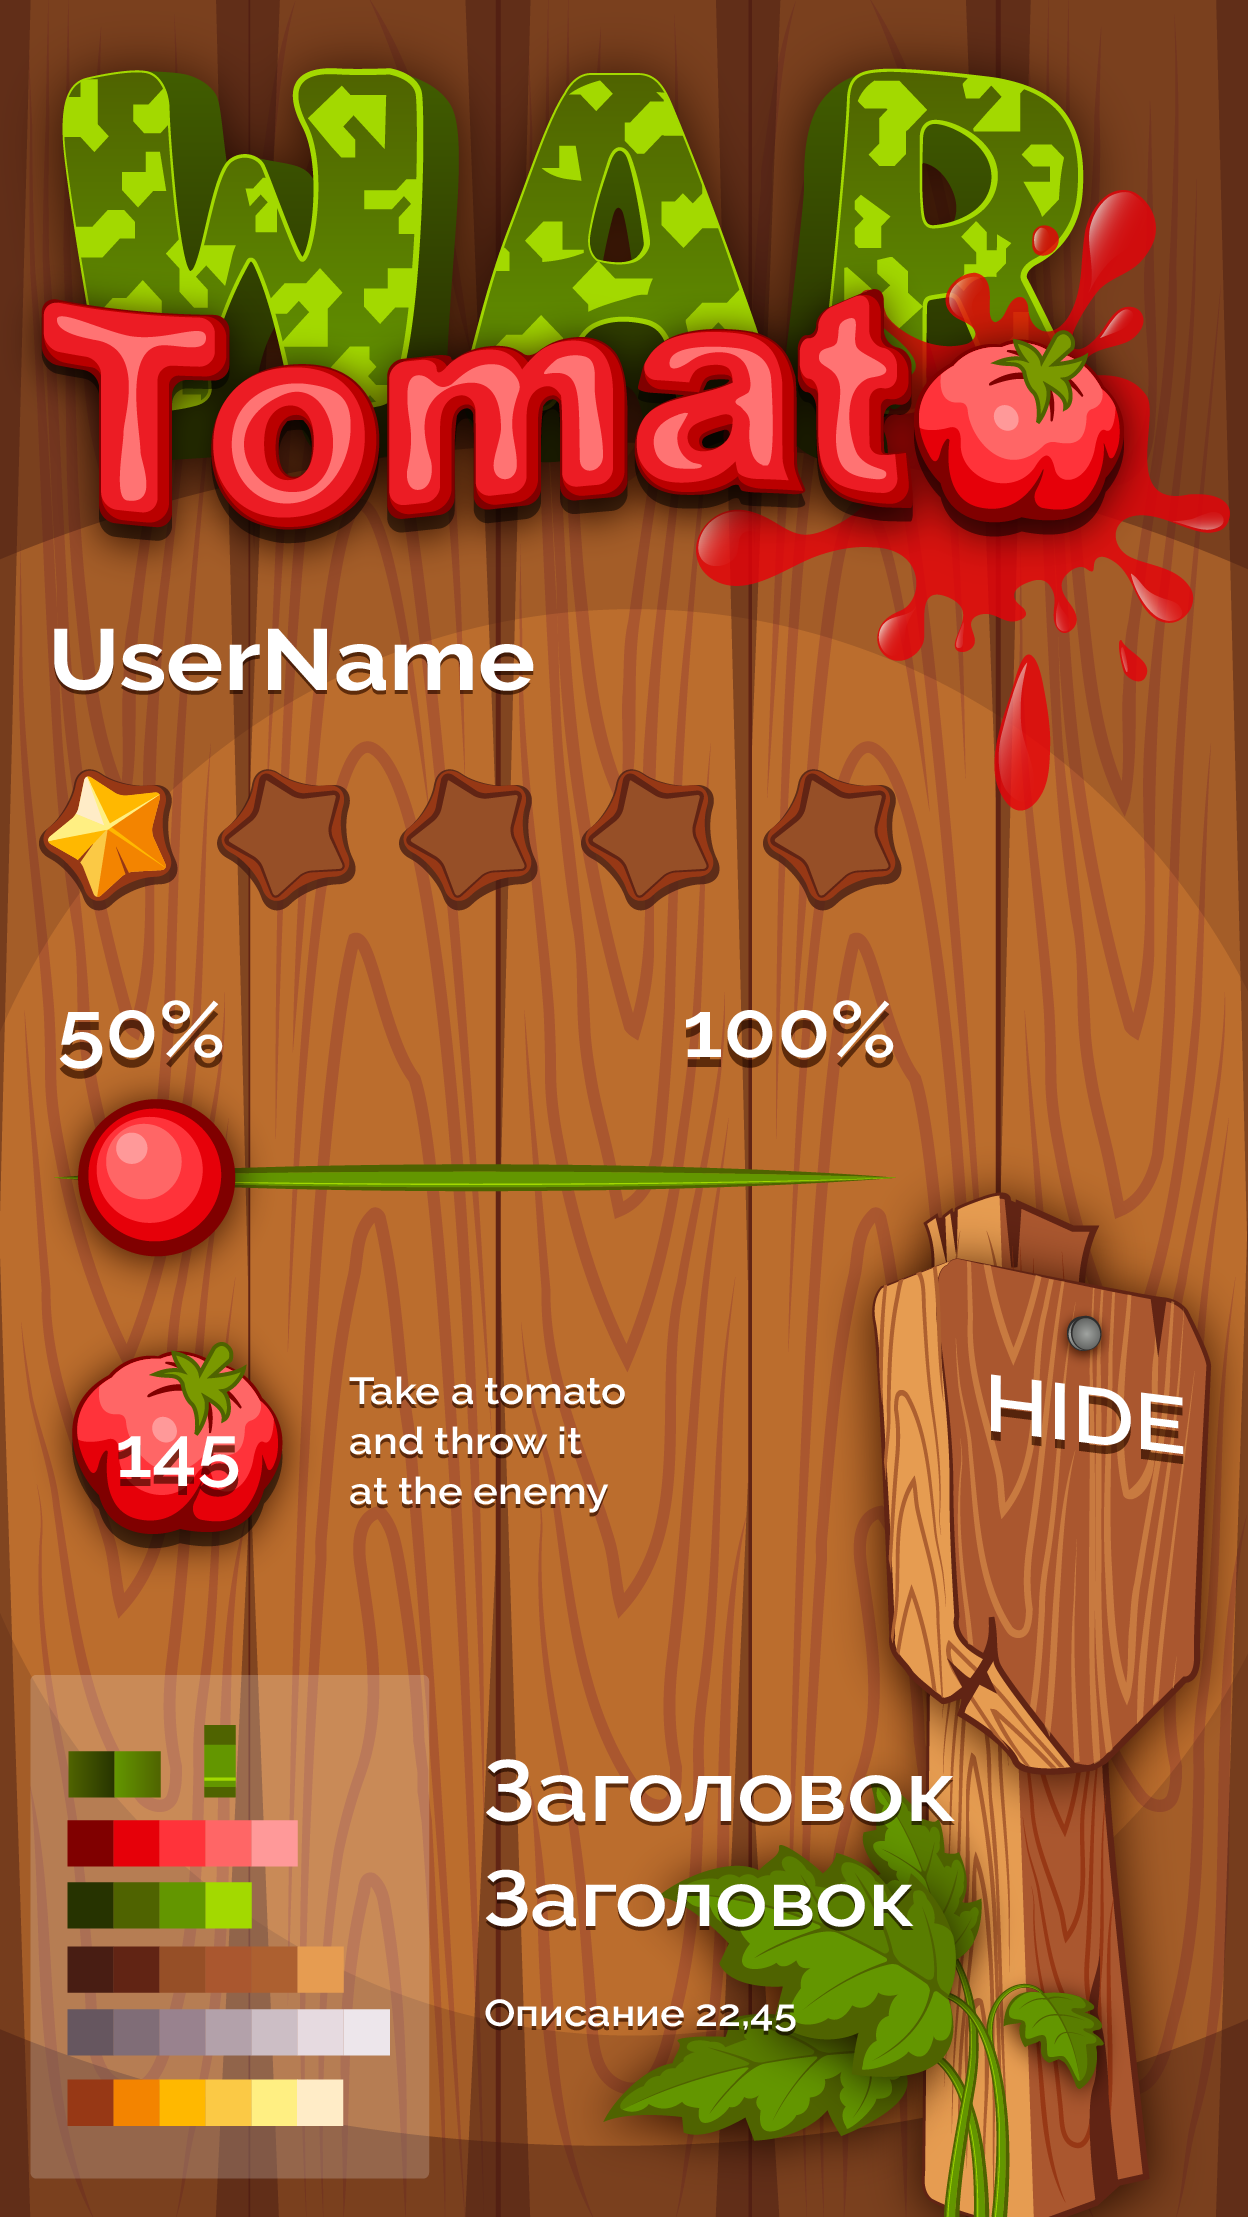 WAR
Tomato
UserName
50% 100%
145
Take a tomato
and throw it
at the enemy
HIDE
Заголовок
Заголовок
Описание 22,45